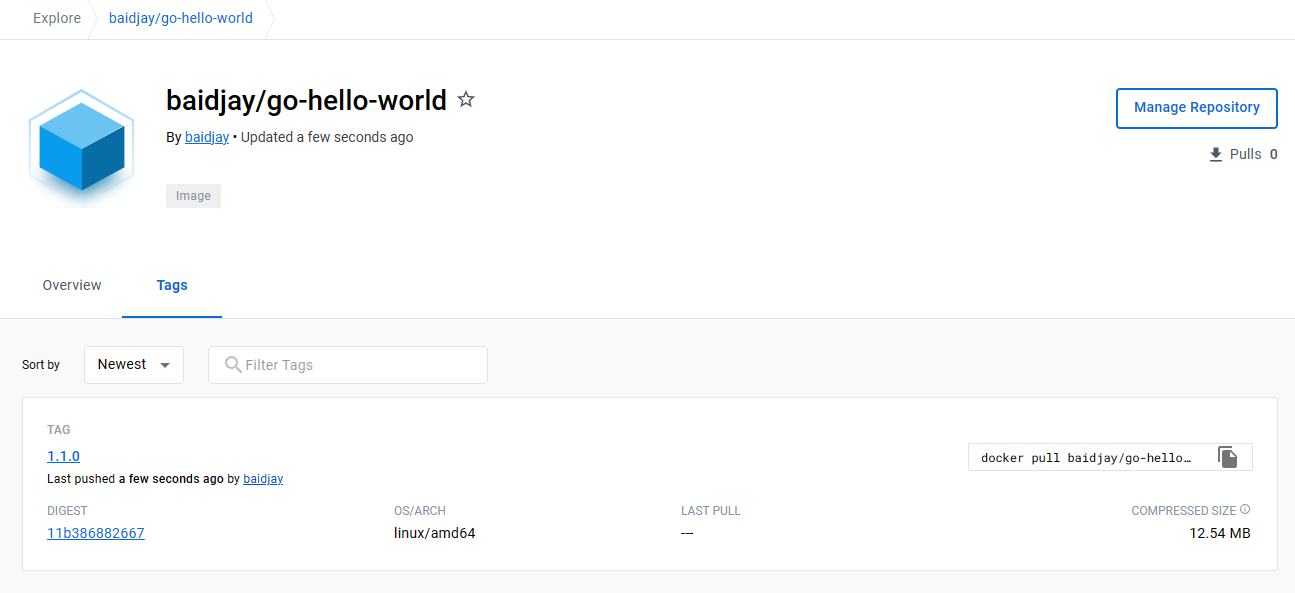 Explore baidjay/go-hello-world
baidjay/go-hello-world
Manage Repository
By baidjay • Updated a few seconds ago
Pulls 0
Image
Overview Tags
Sort by Newest Filter Tags
TAG
1.1.0
docker pull baidjay/go-hello…
Last pushed a few seconds ago by baidjay
DIGEST OS/ARCH LAST PULL COMPRESSED SIZE
11b386882667 linux/amd64 --- 12.54 MB